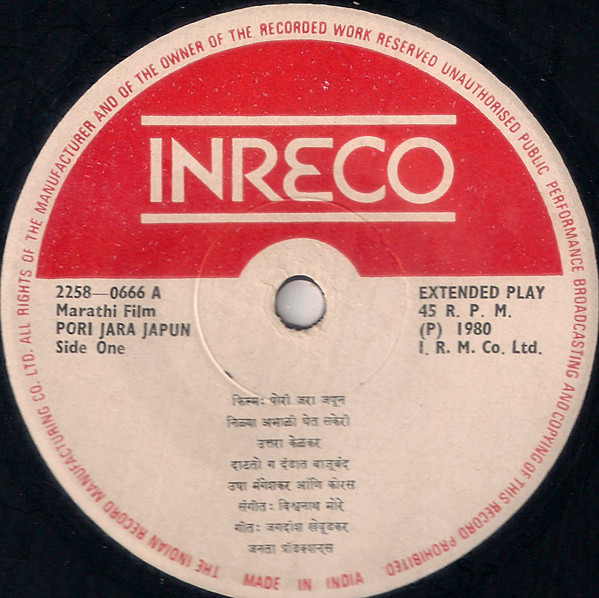 ALL RIGHTS OF THE MANUFACTURER AND OF THE OWNER OF THE RECORDED WORK RESERVED UNAUTHORISED PUBLIC PERFORMANCE BROADCASTING AND COPYING OF THIS RECORD PROHIBITED.
INRECO
2258—0666 A
Marathi Film
PORI JARA JAPUN
Side One
EXTENDED PLAY
45 R. P. M.
(P) 1980
I. R. M. Co. Ltd.
फिल्म: पोरी जरा जपून
निळ्या अभाळी घेत सकेरी
उत्तरा केळकर
दाटतो ग दंडात बाजूबंद
उषा मंगेशकर आणि कोरस
संगीत: विश्वनाथ मोरे
गीत: जगदीश खेबूडकर
जनता प्रॉडक्शन्स
THE INDIAN RECORD MANUFACTURING CO. LTD.
MADE IN INDIA